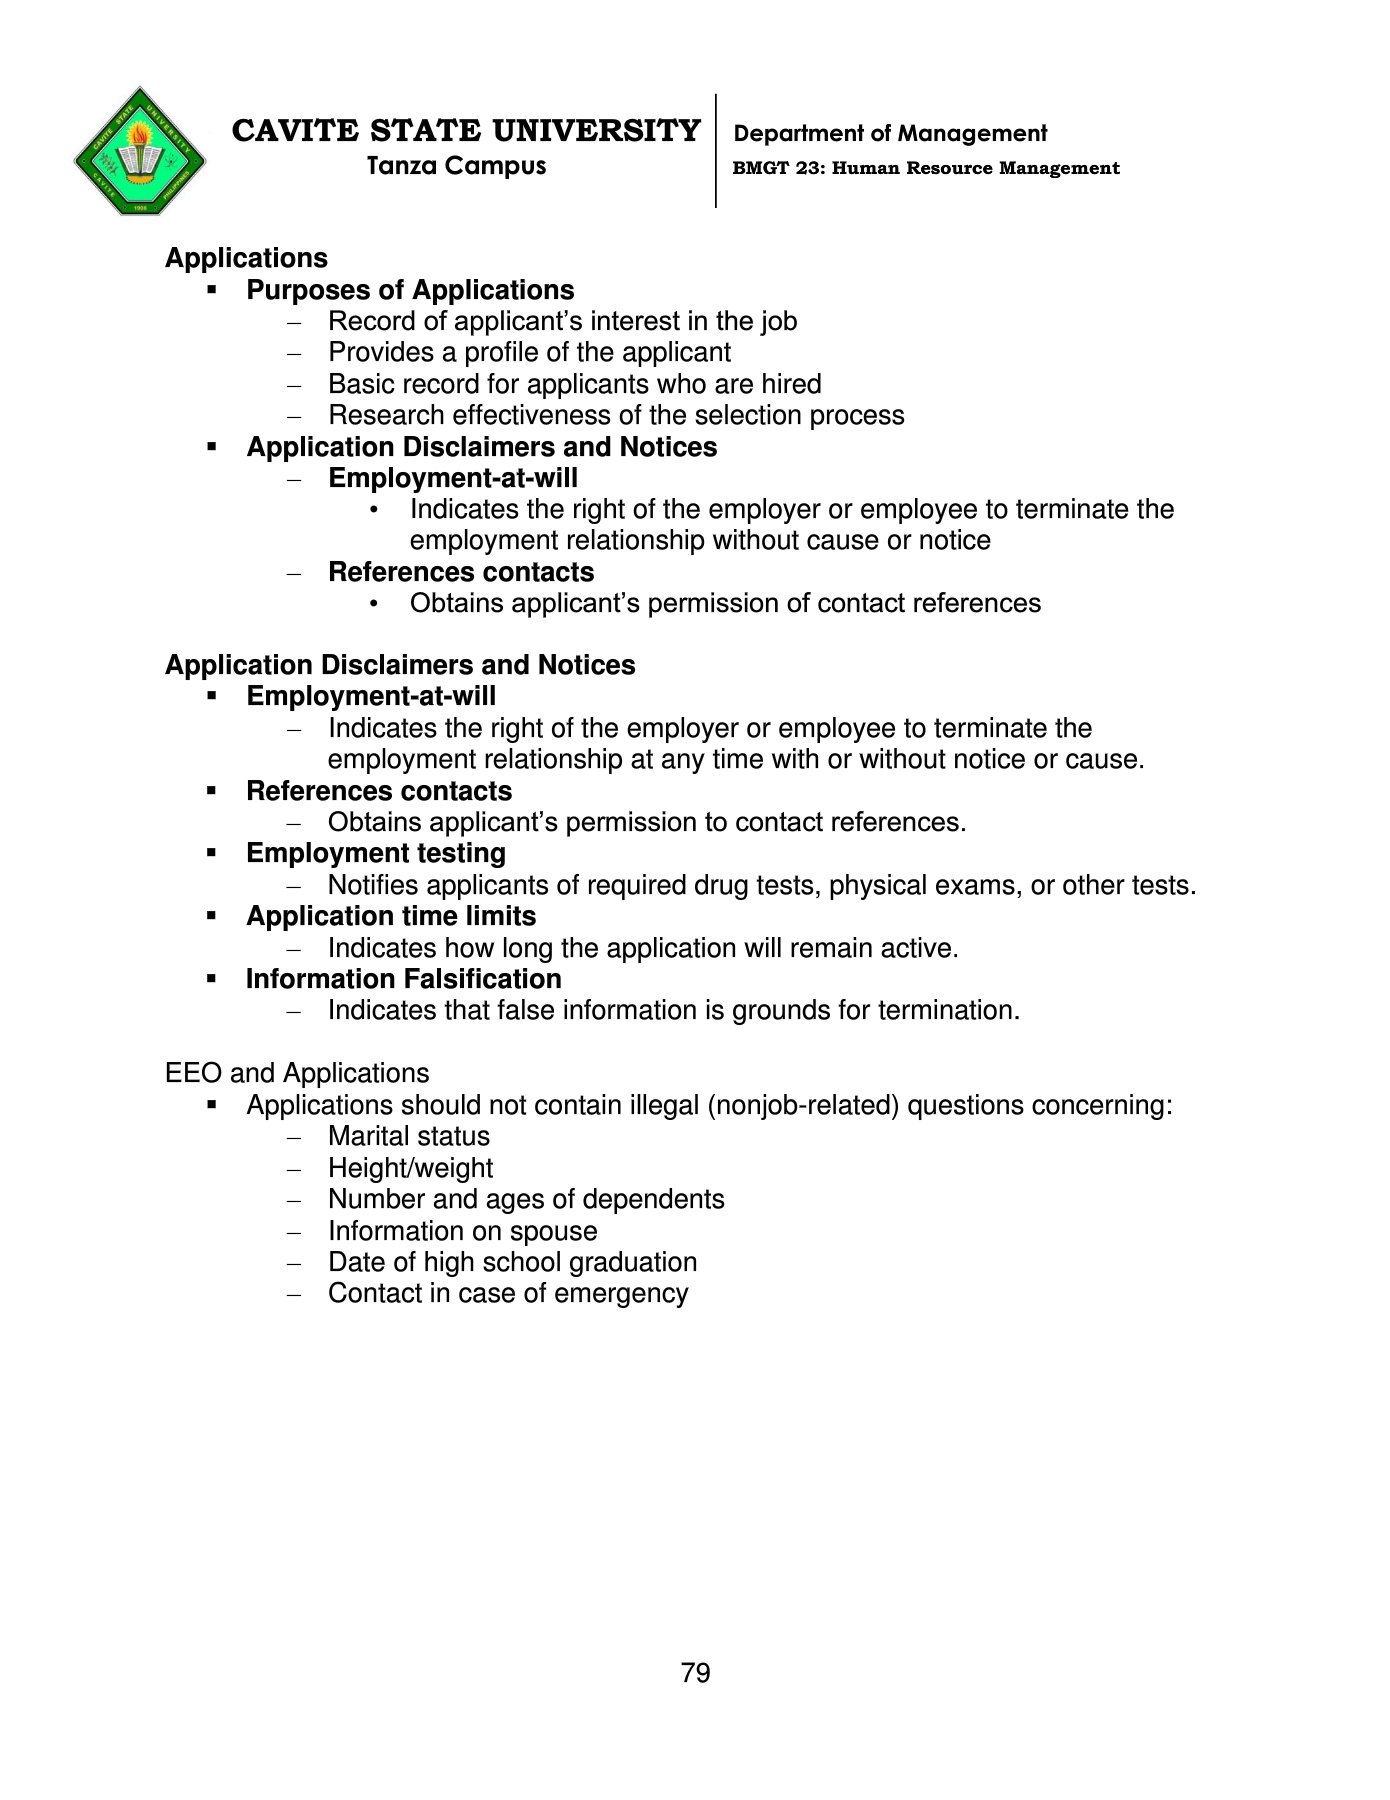 CAVITE STATE UNIVERSITY
Tanza Campus
Department of Management
BMGT 23: Human Resource Management
CAVITE STATE UNIVERSITY
CAVITE
PHILIPPINES
1906
Applications
▪ Purposes of Applications
– Record of applicant’s interest in the job
– Provides a profile of the applicant
– Basic record for applicants who are hired
– Research effectiveness of the selection process
▪ Application Disclaimers and Notices
– Employment-at-will
• Indicates the right of the employer or employee to terminate the
employment relationship without cause or notice
– References contacts
• Obtains applicant’s permission of contact references
Application Disclaimers and Notices
▪ Employment-at-will
– Indicates the right of the employer or employee to terminate the
employment relationship at any time with or without notice or cause.
▪ References contacts
– Obtains applicant’s permission to contact references.
▪ Employment testing
– Notifies applicants of required drug tests, physical exams, or other tests.
▪ Application time limits
– Indicates how long the application will remain active.
▪ Information Falsification
– Indicates that false information is grounds for termination.
EEO and Applications
▪ Applications should not contain illegal (nonjob-related) questions concerning:
– Marital status
– Height/weight
– Number and ages of dependents
– Information on spouse
– Date of high school graduation
– Contact in case of emergency
79